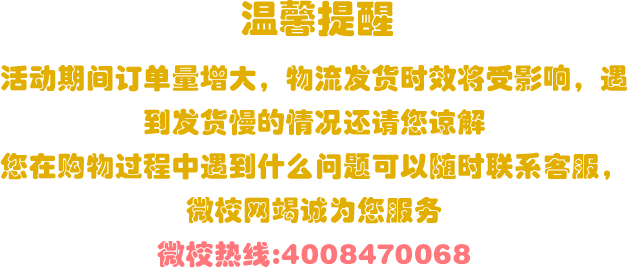 温馨提醒
活动期间订单量增大，物流发货时效将受影响，遇
到发货慢的情况还请您谅解
您在购物过程中遇到什么问题可以随时联系客服，
微校网竭诚为您服务
微校热线:4008470068